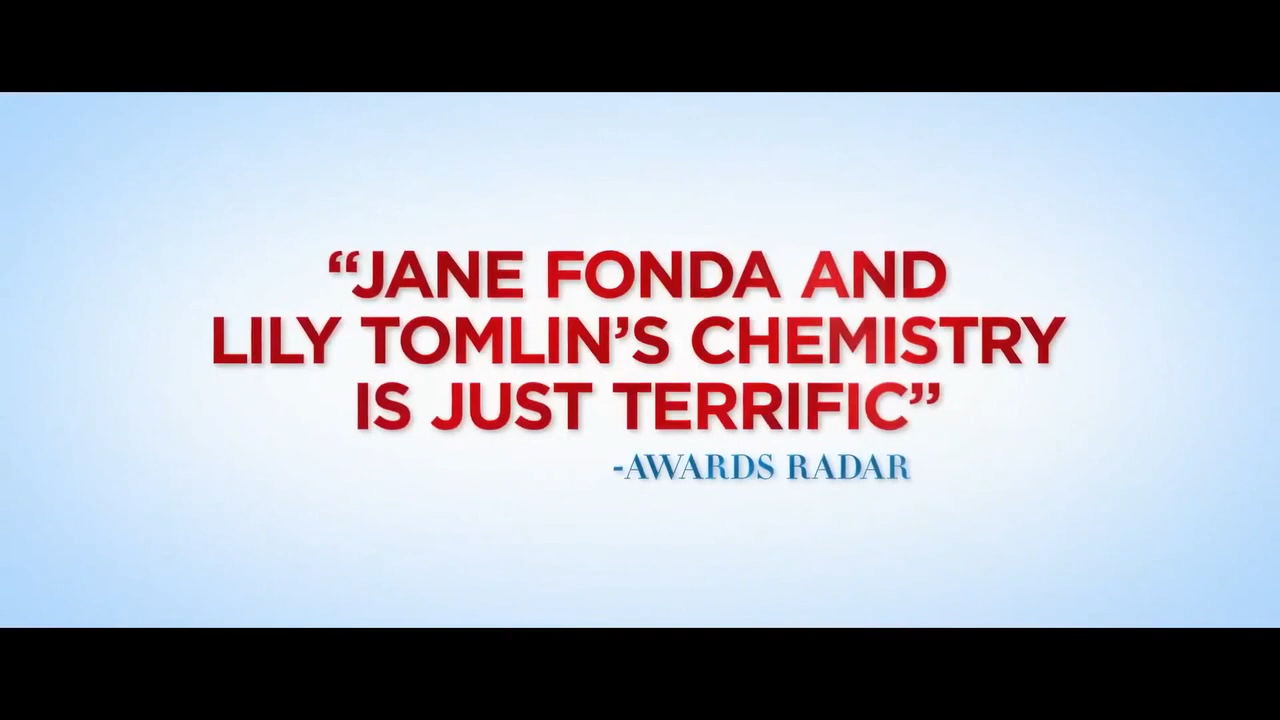 “JANE FONDA AND
LILY TOMLIN’S CHEMISTRY
IS JUST TERRIFIC”
-AWARDS RADAR